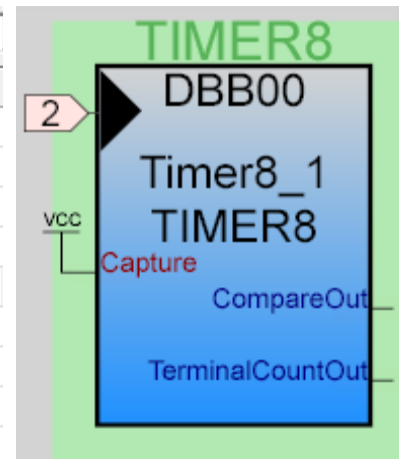 TIMER8
DBB00
2
Timer8_1
TIMER8
vcc
Capture
CompareOut
TerminalCountOut